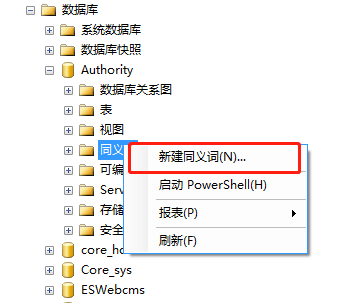 数据库
系统数据库
数据库快照
Authority
数据库关系图
表
视图
同义
新建同义词(N)...
可编
启动 PowerShell(H)
Serv
存储
报表(P)
安全
刷新(F)
core_ho
Core_sys
ESWebcms